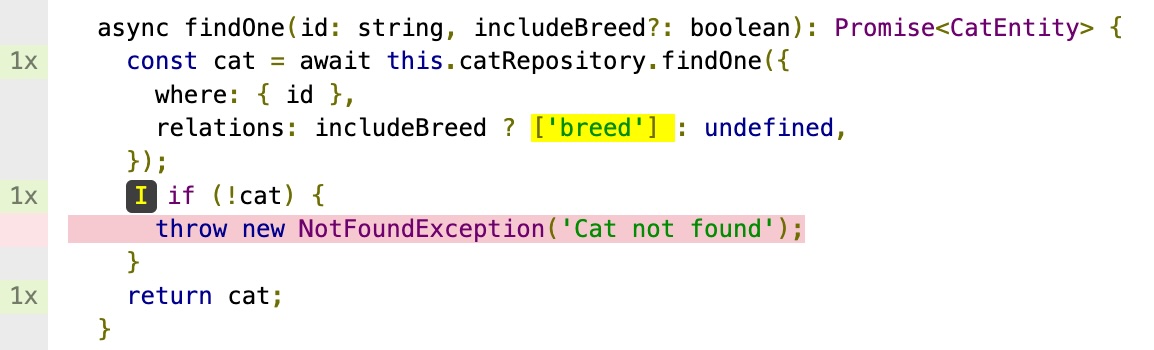 async findOne(id: string, includeBreed?: boolean): Promise<CatEntity> {
1x const cat = await this.catRepository.findOne({
where: { id },
relations: includeBreed ? ['breed'] : undefined,
});
1x I if (!cat) {
throw new NotFoundException('Cat not found');
}
1x return cat;
}